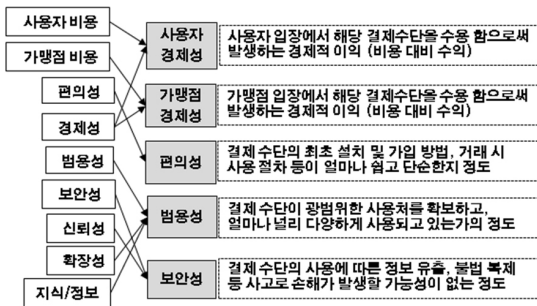 사용자 비용
가맹점 비용
편의성
경제성
범용성
보안성
신뢰성
확장성
지식/정보
사용자
경제성
사용자 입장에서 해당 결제수단을 수용 함으로써
발생하는 경제적 이익 (비용 대비 수익)
가맹점
경제성
가맹점 입장에서 해당 결제수단을 수용 함으로써
발생하는 경제적 이익 (비용 대비 수익)
편의성
결제 수단의 최초 설치 및 가입 방법, 거래 시
사용 절차 등이 얼마나 쉽고 단순한지 정도
범용성
결제 수단이 광범위한 사용처를 확보하고,
얼마나 널리 다양하게 사용되고 있는가의 정도
보안성
결제 수단의 사용에 따른 정보 유출, 불법 복제
등 사고로 손해가 발생할 가능성이 없는 정도